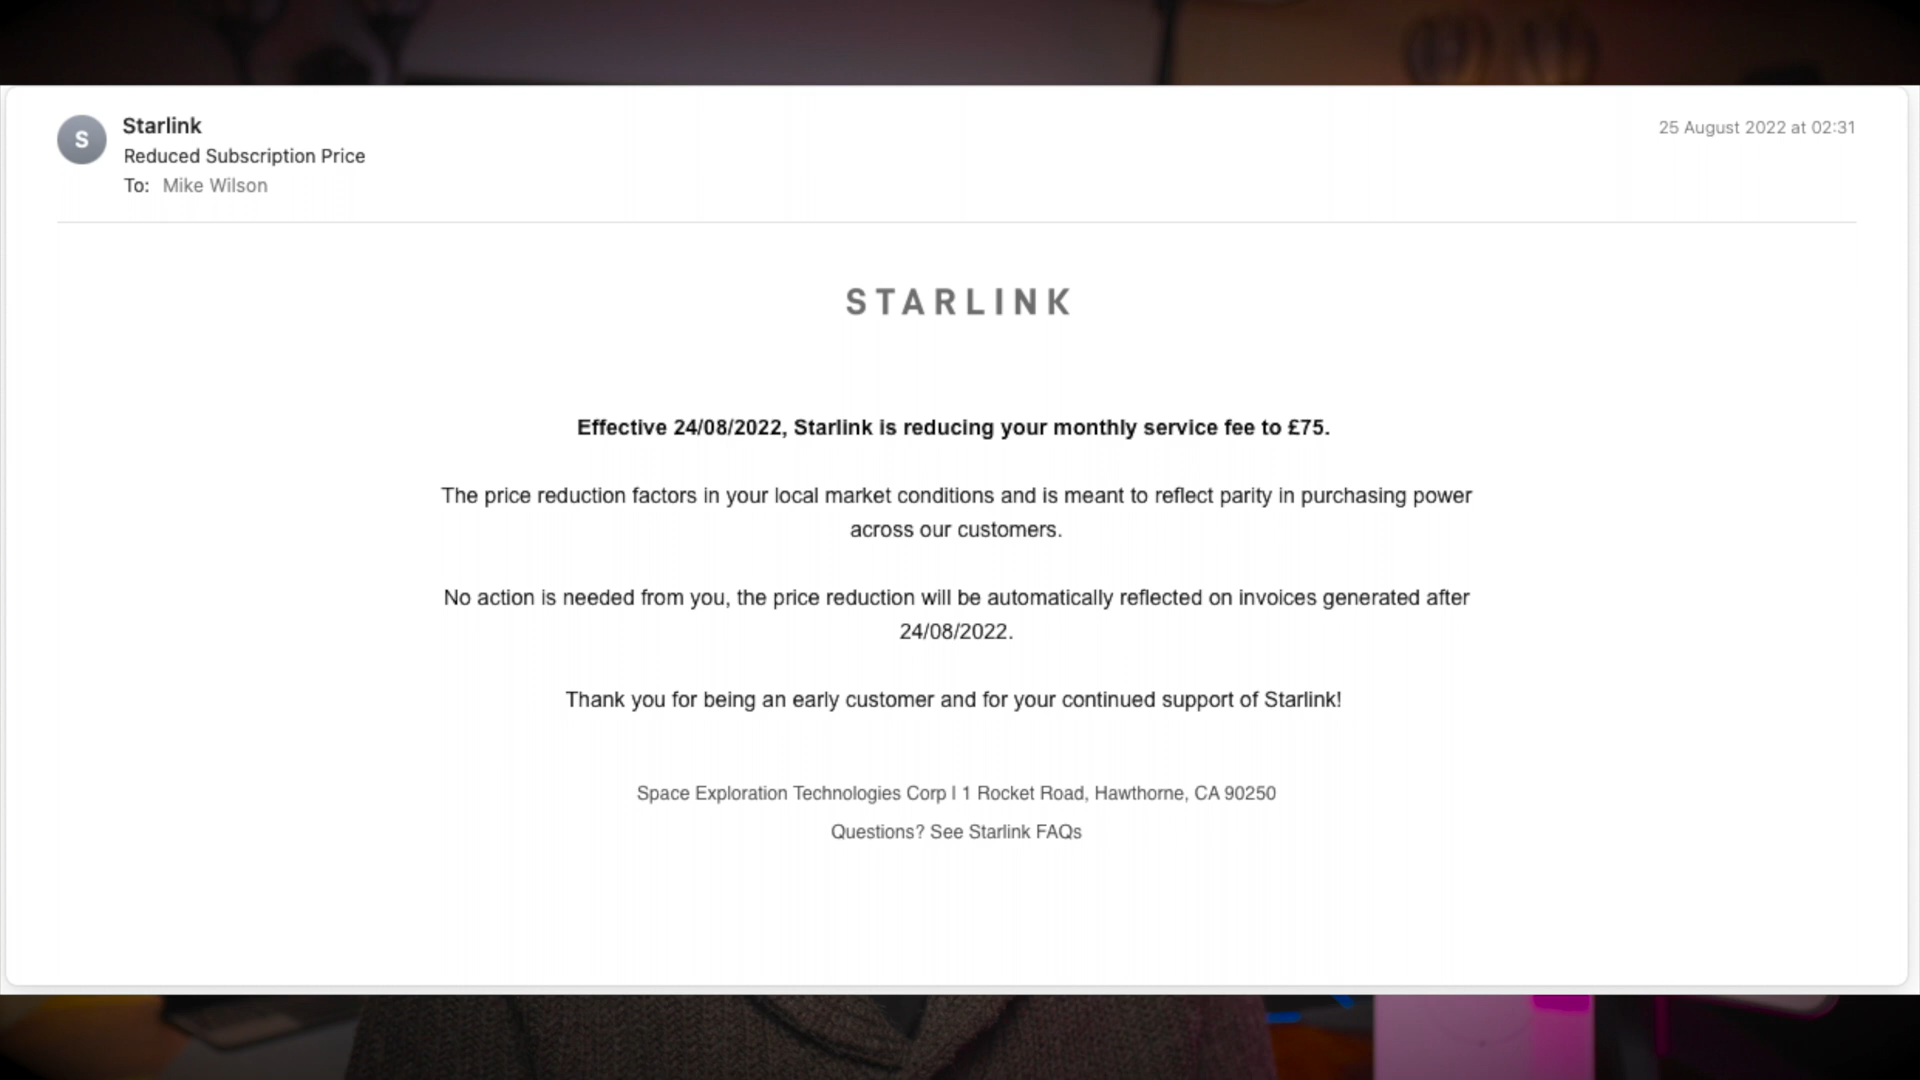 S
Starlink
25 August 2022 at 02:31
Reduced Subscription Price
To: Mike Wilson
STARLINK
Effective 24/08/2022, Starlink is reducing your monthly service fee to £75.
The price reduction factors in your local market conditions and is meant to reflect parity in purchasing power
across our customers.
No action is needed from you, the price reduction will be automatically reflected on invoices generated after
24/08/2022.
Thank you for being an early customer and for your continued support of Starlink!
Space Exploration Technologies Corp l 1 Rocket Road, Hawthorne, CA 90250
Questions? See Starlink FAQs